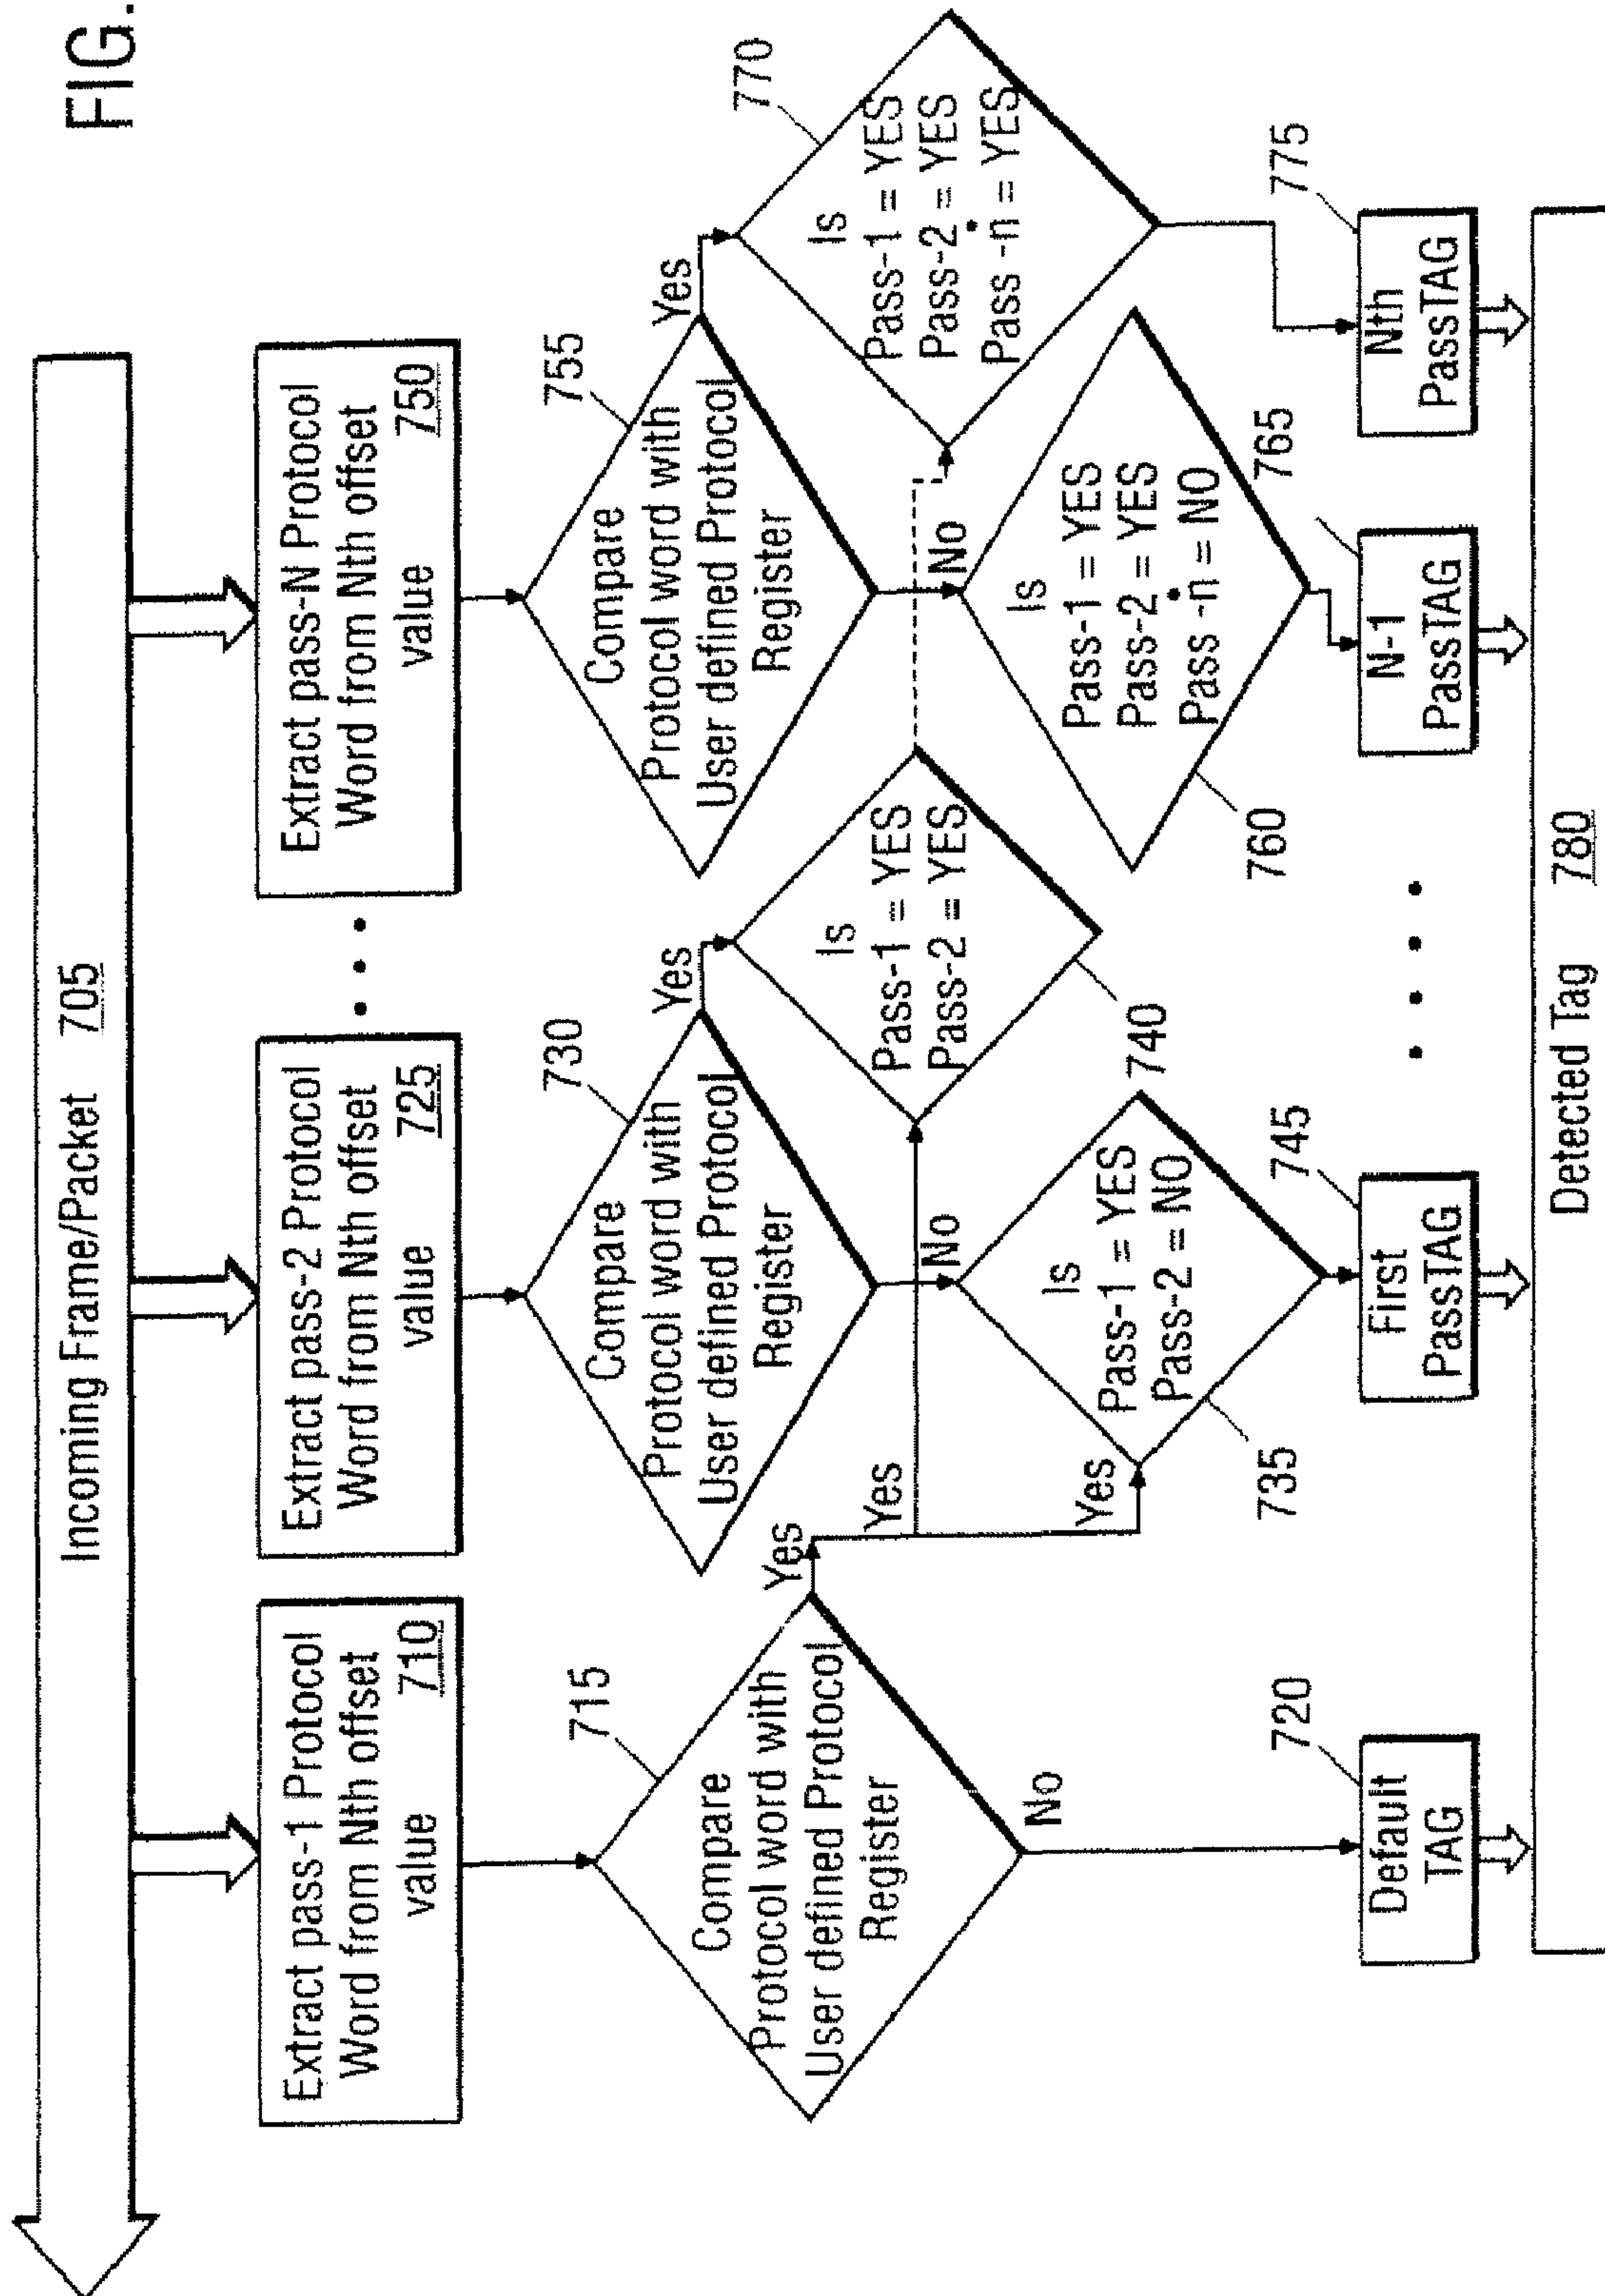 FIG.
Incoming Frame/Packet 705
Extract pass-1 Protocol
Word from Nth offset
value 710
Extract pass-2 Protocol
Word from Nth offset
value 725
Extract pass-N Protocol
Word from Nth offset
value 750
715
Compare
Protocol word with
User defined Protocol
Register
Yes
No
730
Compare
Protocol word with
User defined Protocol
Register
Yes
No
755
Compare
Protocol word with
User defined Protocol
Register
Yes
No
Yes
Yes
Is
Pass-1 = YES
Pass-2 = YES
740
Is
Pass-1 = YES
Pass-2 = NO
735
770
Is
Pass-1 = YES
Pass-2 = YES
Pass -n = YES
Is
Pass-1 = YES
Pass-2 = YES
Pass -n = NO
760
720
Default
TAG
745
First
PassTAG
765
N-1
PassTAG
775
Nth
PassTAG
Detected Tag 780